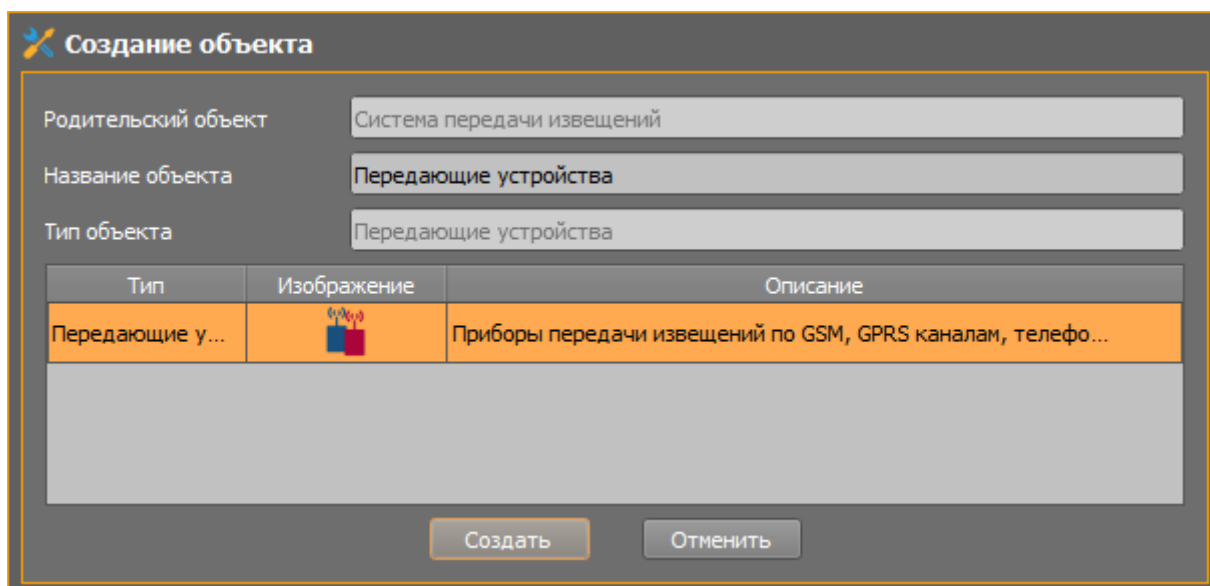 Создание объекта
Родительский объект Система передачи извещений
Название объекта Передающие устройства
Тип объекта Передающие устройства
Тип Изображение Описание
Передающие у... Приборы передачи извещений по GSM, GPRS каналам, телефо...
Создать Отменить